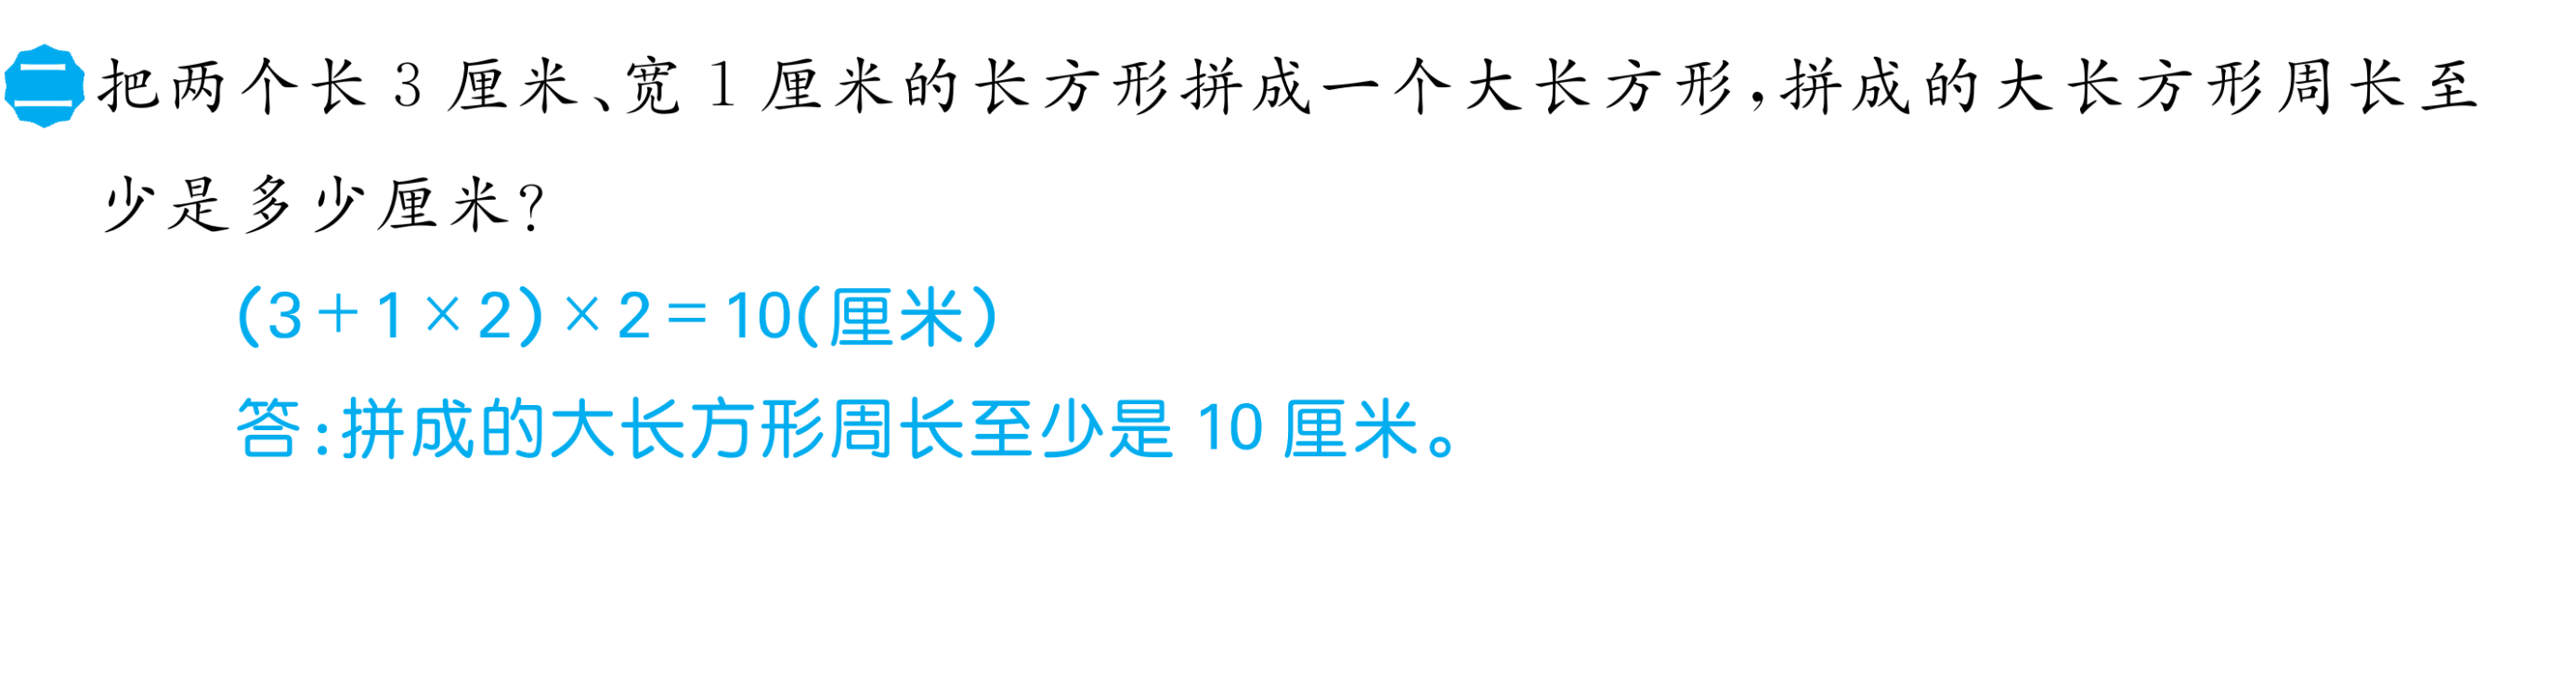 二 把两个长 3 厘米、宽 1 厘米的长方形拼成一个大长方形,拼成的大长方形周长至
少是多少厘米?
(3+1×2)×2=10(厘米)
答:拼成的大长方形周长至少是 10 厘米。